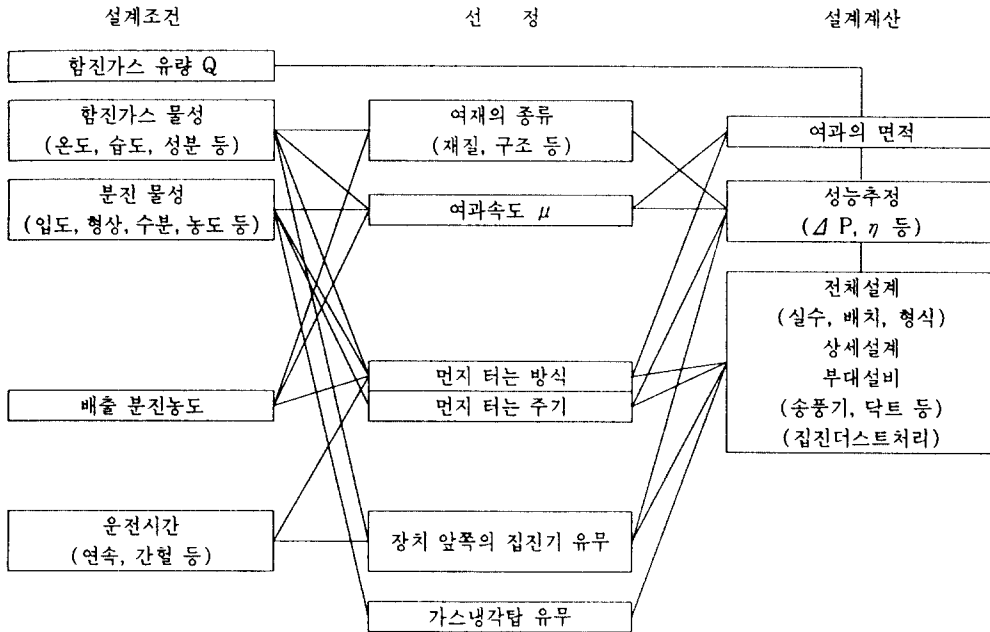 설계조건
선 정
설계계산
함진가스 유량 Q
함진가스 물성
(온도, 습도, 성분 등)
분진 물성
(입도, 형상, 수분, 농도 등)
배출 분진농도
운전시간
(연속, 간헐 등)
여재의 종류
(재질, 구조 등)
여과속도 μ
먼지 터는 방식
먼지 터는 주기
장치 앞쪽의 집진기 유무
가스냉각탑 유무
여과의 면적
성능추정
(Δ P, η 등)
전체설계
(실수, 배치, 형식)
상세설계
부대설비
(송풍기, 닥트 등)
(집진더스트처리)